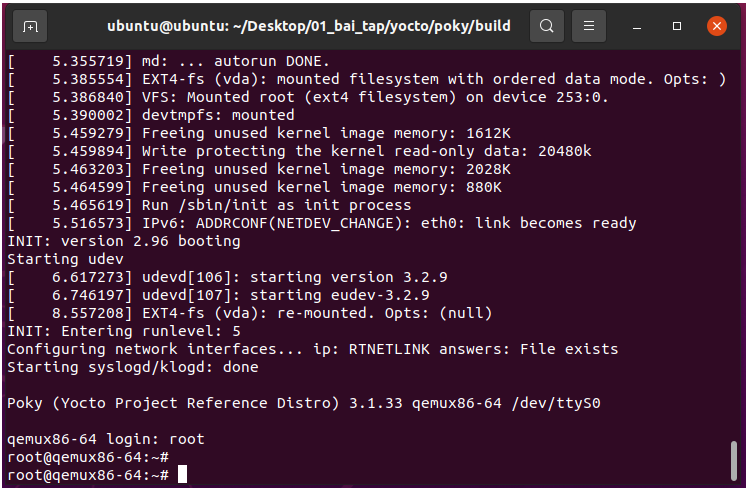 ubuntu@ubuntu: ~/Desktop/01_bai_tap/yocto/poky/build
[    5.355719] md: ... autorun DONE.
[    5.385554] EXT4-fs (vda): mounted filesystem with ordered data mode. Opts: )
[    5.386840] VFS: Mounted root (ext4 filesystem) on device 253:0.
[    5.390002] devtmpfs: mounted
[    5.459279] Freeing unused kernel image memory: 1612K
[    5.459894] Write protecting the kernel read-only data: 20480k
[    5.463203] Freeing unused kernel image memory: 2028K
[    5.464599] Freeing unused kernel image memory: 880K
[    5.465619] Run /sbin/init as init process
[    5.516573] IPv6: ADDRCONF(NETDEV_CHANGE): eth0: link becomes ready
INIT: version 2.96 booting
Starting udev
[    6.617273] udevd[106]: starting version 3.2.9
[    6.746197] udevd[107]: starting eudev-3.2.9
[    8.557208] EXT4-fs (vda): re-mounted. Opts: (null)
INIT: Entering runlevel: 5
Configuring network interfaces... ip: RTNETLINK answers: File exists
Starting syslogd/klogd: done
Poky (Yocto Project Reference Distro) 3.1.33 qemux86-64 /dev/ttyS0
qemux86-64 login: root
root@qemux86-64:~#
root@qemux86-64:~#